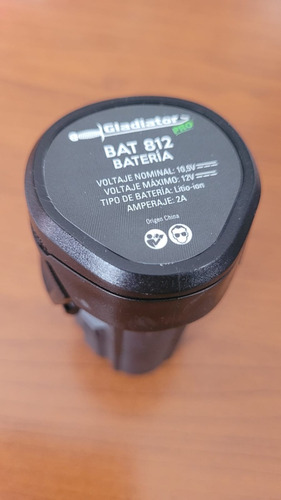 Gladiator
PRO
BAT 812
BATERÍA
VOLTAJE NOMINAL: 10,8V
VOLTAJE MÁXIMO: 12V
TIPO DE BATERÍA: Litio-ion
AMPERAJE: 2A
Origen China